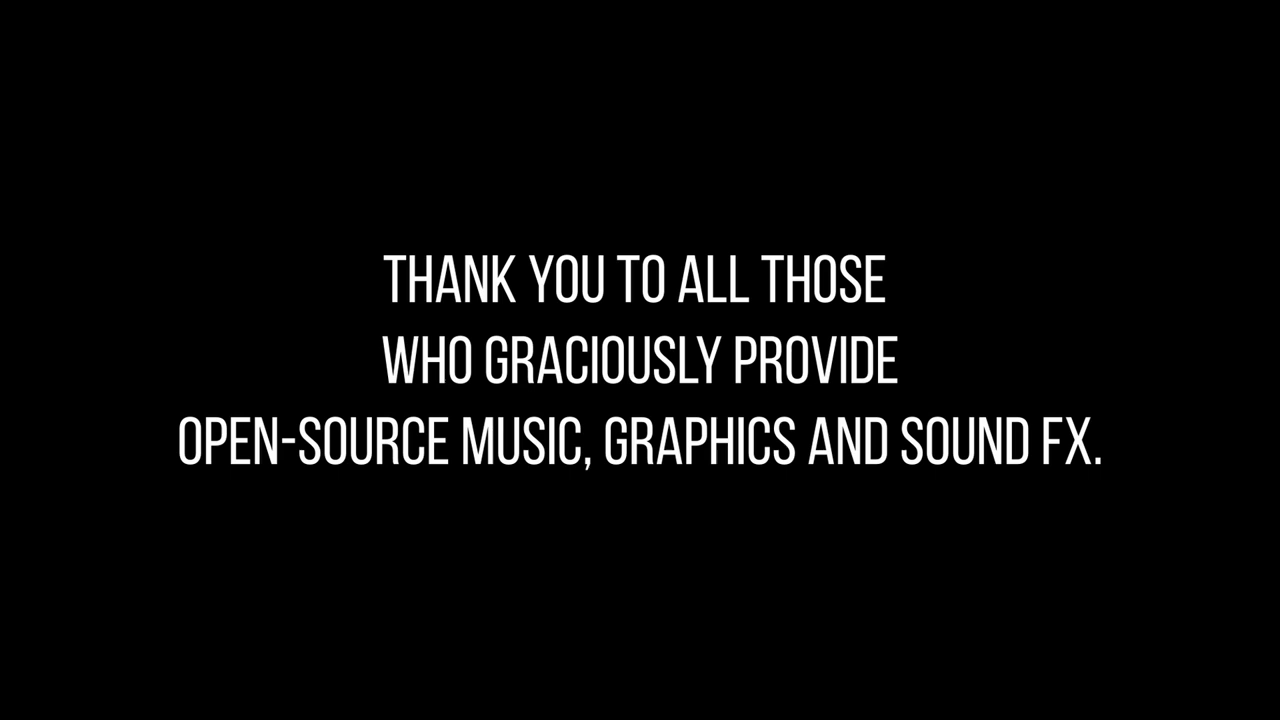 THANK YOU TO ALL THOSE
WHO GRACIOUSLY PROVIDE
OPEN-SOURCE MUSIC, GRAPHICS AND SOUND FX.